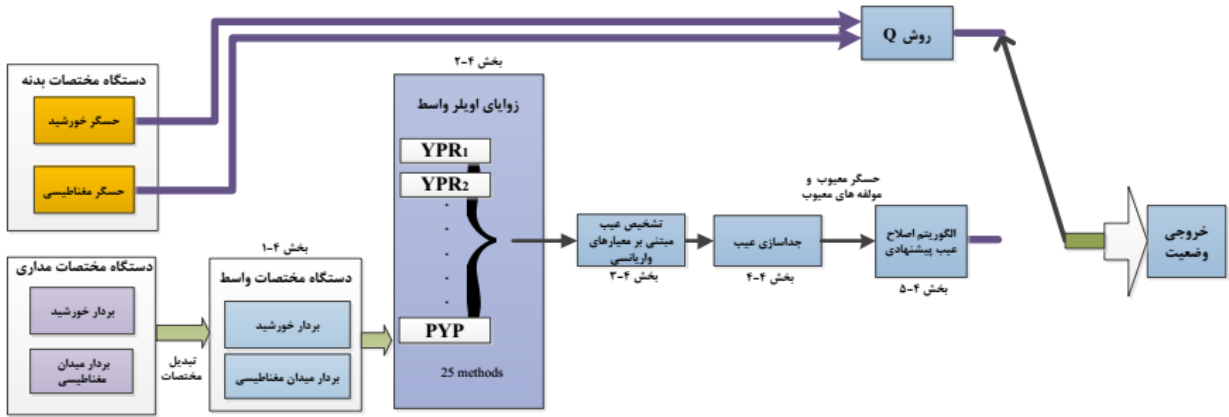 روش Q
بخش ۴-۲
دستگاه مختصات بدنه
حسگر خورشید
حسگر مغناطیسی
زوایای اویلر واسط
YPR1
YPR2
.
.
.
.
.
PYP
25 methods
حسگر معیوب و
مولفه های معیوب
تشخیص عیب
مبتنی بر معیارهای
واریانسی
بخش ۴-۳
جداسازی عیب
بخش ۴-۴
الگوریتم اصلاح
عیب پیشنهادی
بخش ۴-۵
خروجی
وضعیت
بخش ۴-۱
دستگاه مختصات مداری
بردار خورشید
بردار میدان
مغناطیسی
تبدیل
مختصات
دستگاه مختصات واسط
بردار خورشید
بردار میدان مغناطیسی